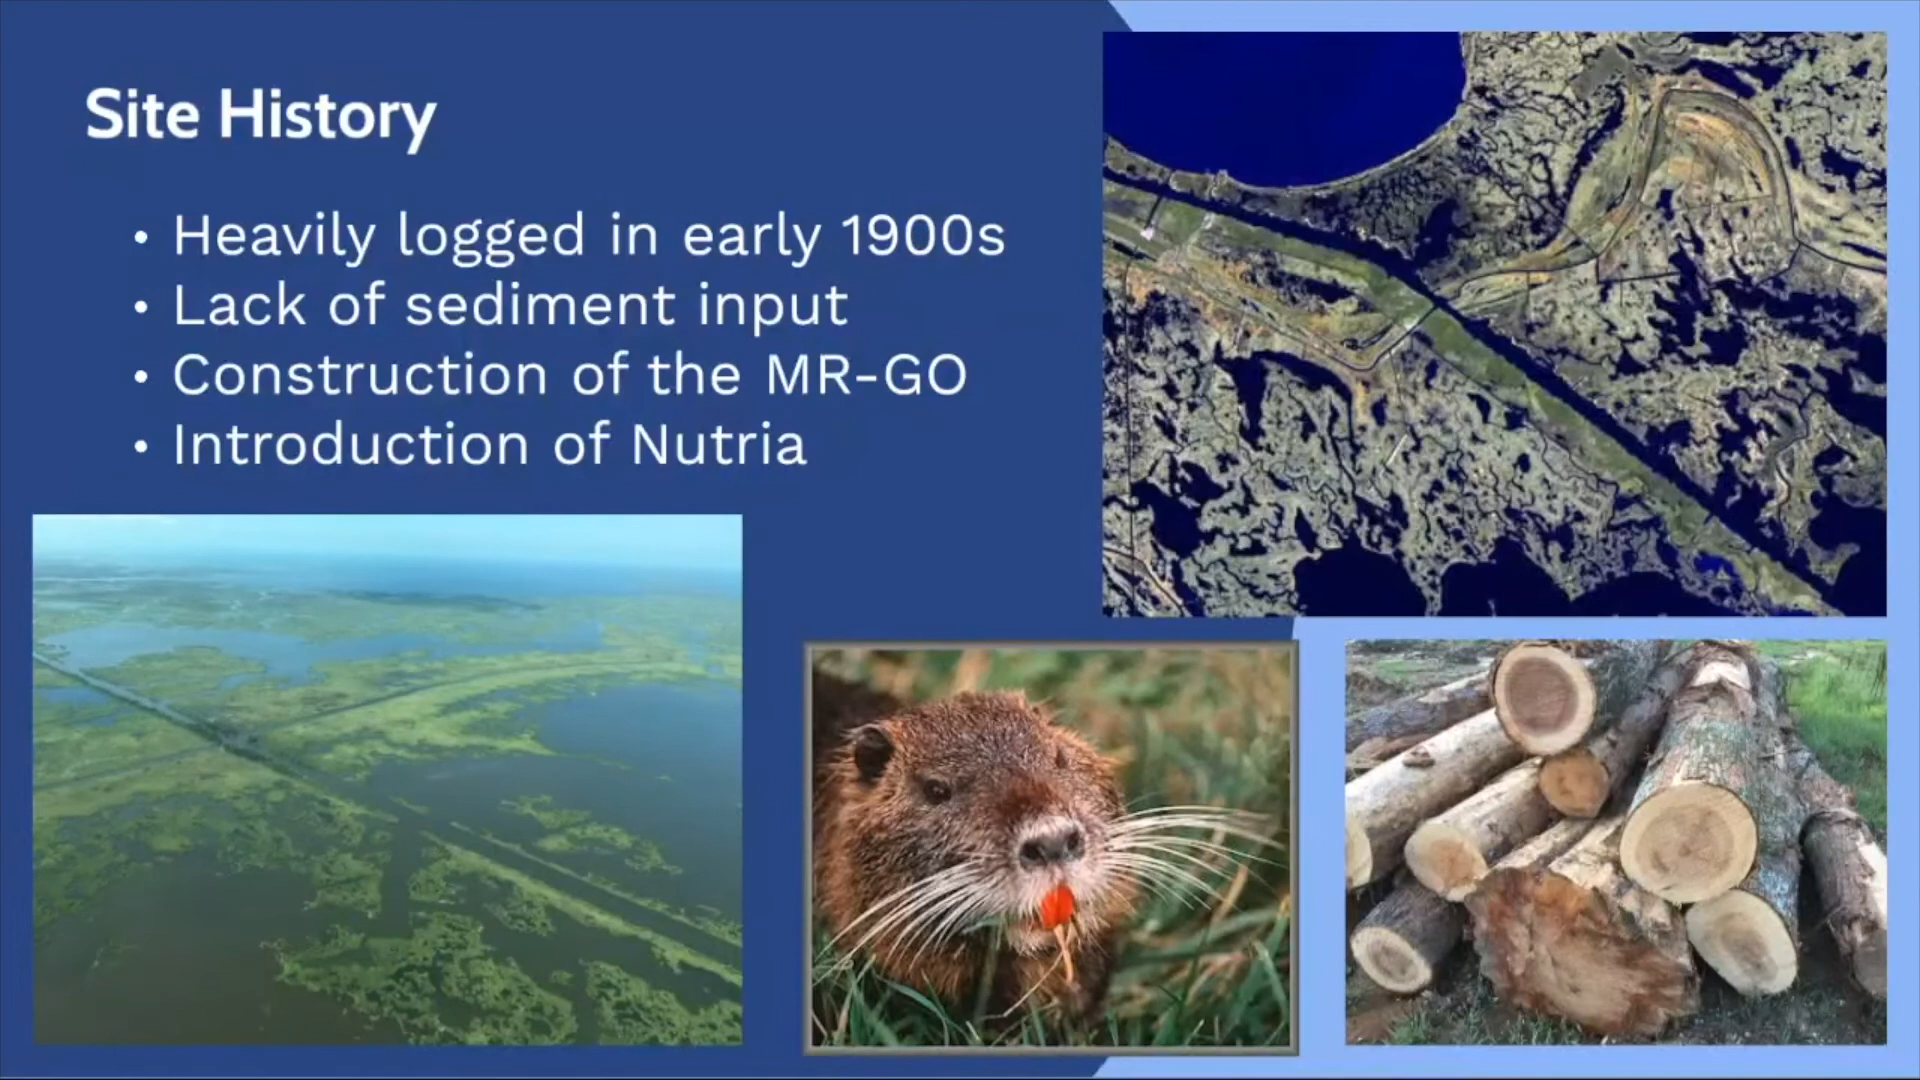 Site History
• Heavily logged in early 1900s
• Lack of sediment input
• Construction of the MR-GO
• Introduction of Nutria